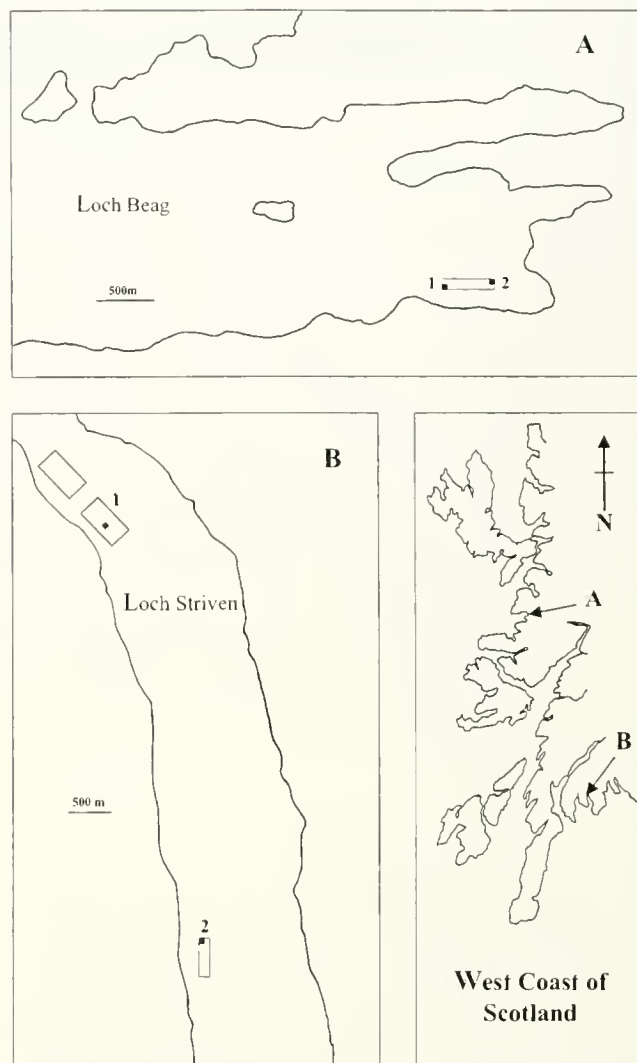 A
Loch Beag
500m
1
2
B
1
Loch Striven
500 m
2
N
A
B
West Coast of
Scotland